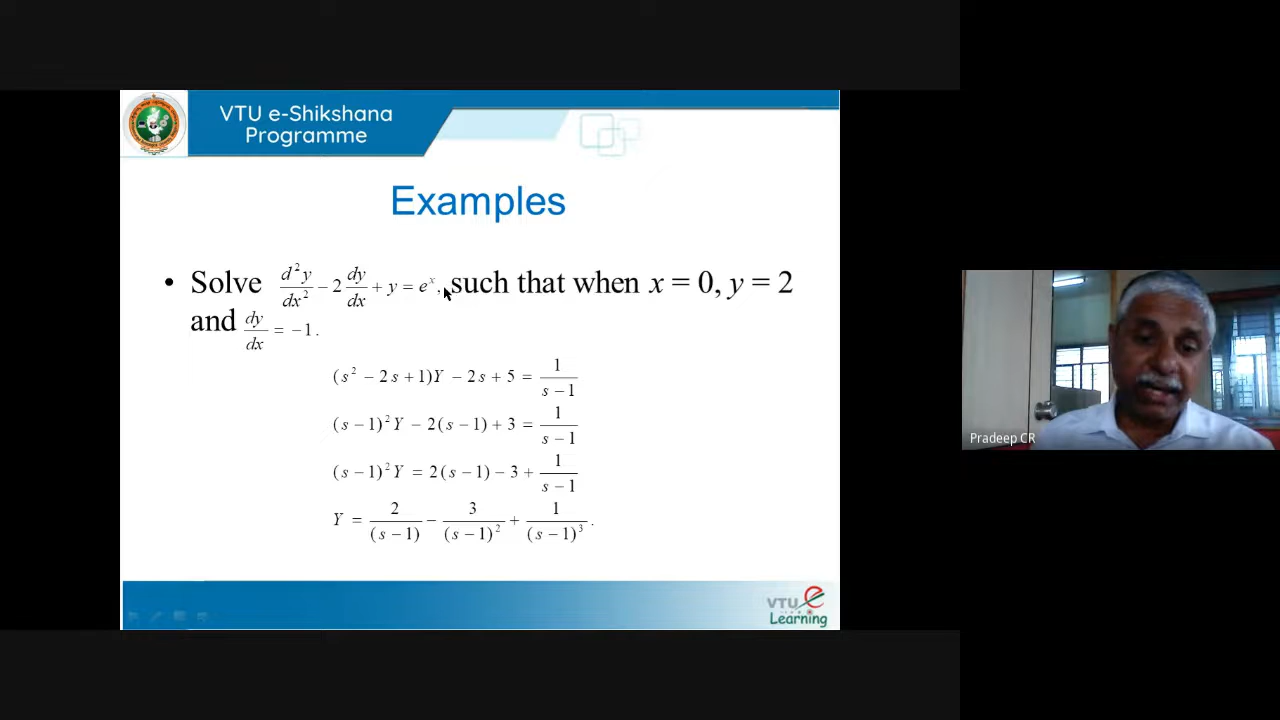 VTU e-Shikshana
Programme
Examples
• Solve d²y/dx² − 2 dy/dx + y = eˣ, such that when x = 0, y = 2
and dy/dx = −1.
(s² − 2s + 1)Y − 2s + 5 = 1/(s − 1)
(s − 1)² Y − 2(s − 1) + 3 = 1/(s − 1)
(s − 1)² Y = 2(s − 1) − 3 + 1/(s − 1)
Y = 2/(s − 1) − 3/(s − 1)² + 1/(s − 1)³.
Pradeep CR
VTU e
Learning